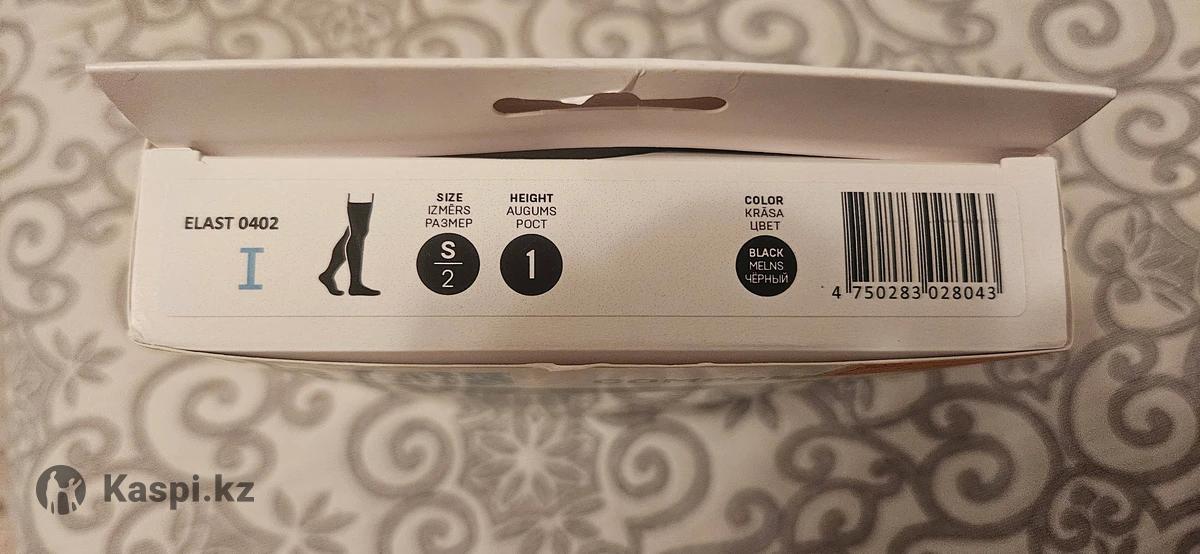 ELAST 0402
I
SIZE
IZMĒRS
РАЗМЕР
S
2
HEIGHT
AUGUMS
РОСТ
1
COLOR
KRĀSA
ЦВЕТ
BLACK
MELNS
ЧЁРНЫЙ
4 750283 028043
Kaspi.kz